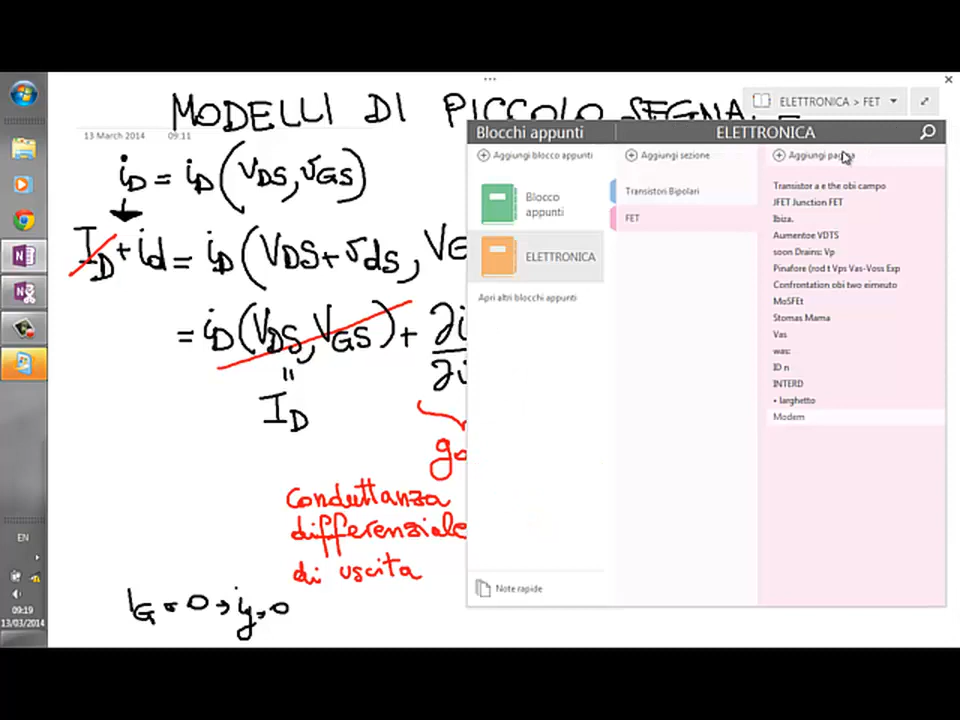 MODELLI DI PICCOLO SEGNALE
13 March 2014 09:11
ELETTRONICA > FET
Blocchi appunti
ELETTRONICA
Aggiungi blocco appunti
Aggiungi sezione
Aggiungi pagina
Blocco appunti
ELETTRONICA
Apri altri blocchi appunti
Note rapide
Transistori Bipolari
FET
Transistor a e the obi campo
JFET Junction FET
Ibiza.
Aumentoe VDTS
soon Drains: Vp
Pinafore (rod t Vps Vas-Voss Exp
Confrontation obi two eimeuto
MoSFEt
Stomas Mama
Vas
was:
ID n
INTERD
• larghetto
Modem
iD = iD (VDS, VGS)
ID + id = iD (VDS + vds, VG
= iD (VDS, VGS) + ∂i
∂i
"
ID
go
conduttanza
differenziale
di uscita
IG = 0 → ig = 0
EN
09:19
13/03/2014